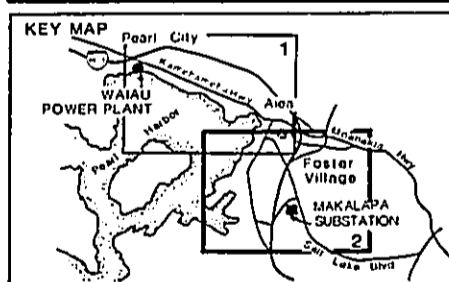 KEY MAP
Pearl City
1
Kamehameha Hwy
WAIAU
POWER PLANT
Pearl Harbor
Aiea
Moanalua Hwy
Foster
Village
MAKALAPA
SUBSTATION
Salt Lake Blvd
2